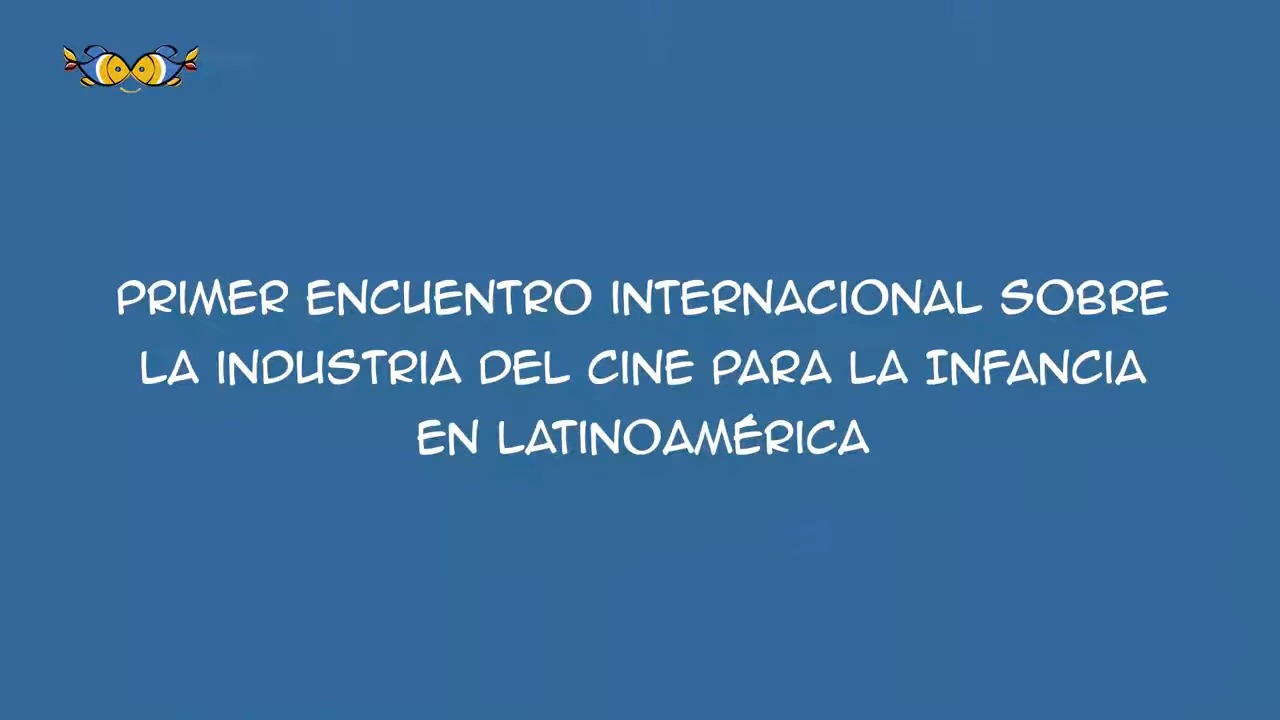 PRIMER ENCUENTRO INTERNACIONAL SOBRE
LA INDUSTRIA DEL CINE PARA LA INFANCIA
EN LATINOAMÉRICA